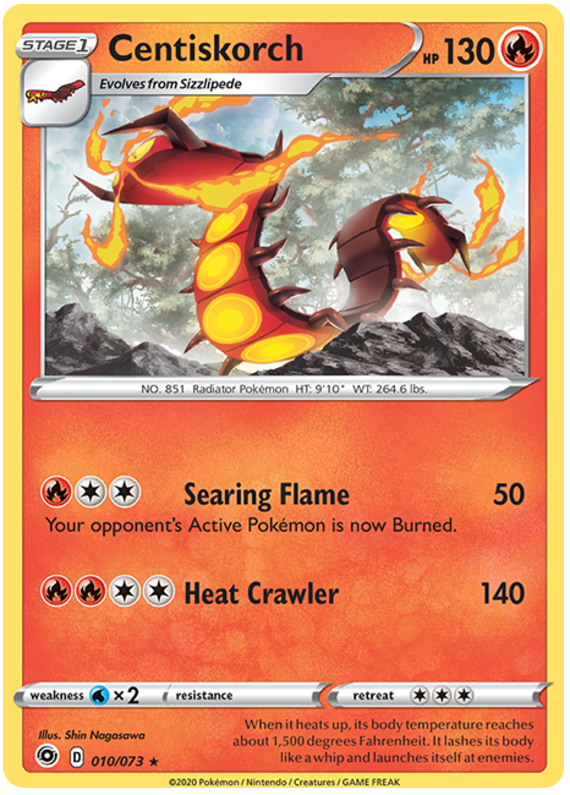 STAGE1
Centiskorch
HP 130
Evolves from Sizzlipede
NO. 851 Radiator Pokémon HT: 9'10" WT: 264.6 lbs.
Searing Flame 50
Your opponent's Active Pokémon is now Burned.
Heat Crawler 140
weakness ×2 resistance retreat
Illus. Shin Nagasawa
When it heats up, its body temperature reaches
about 1,500 degrees Fahrenheit. It lashes its body
like a whip and launches itself at enemies.
D 010/073 ★
©2020 Pokémon / Nintendo / Creatures / GAME FREAK